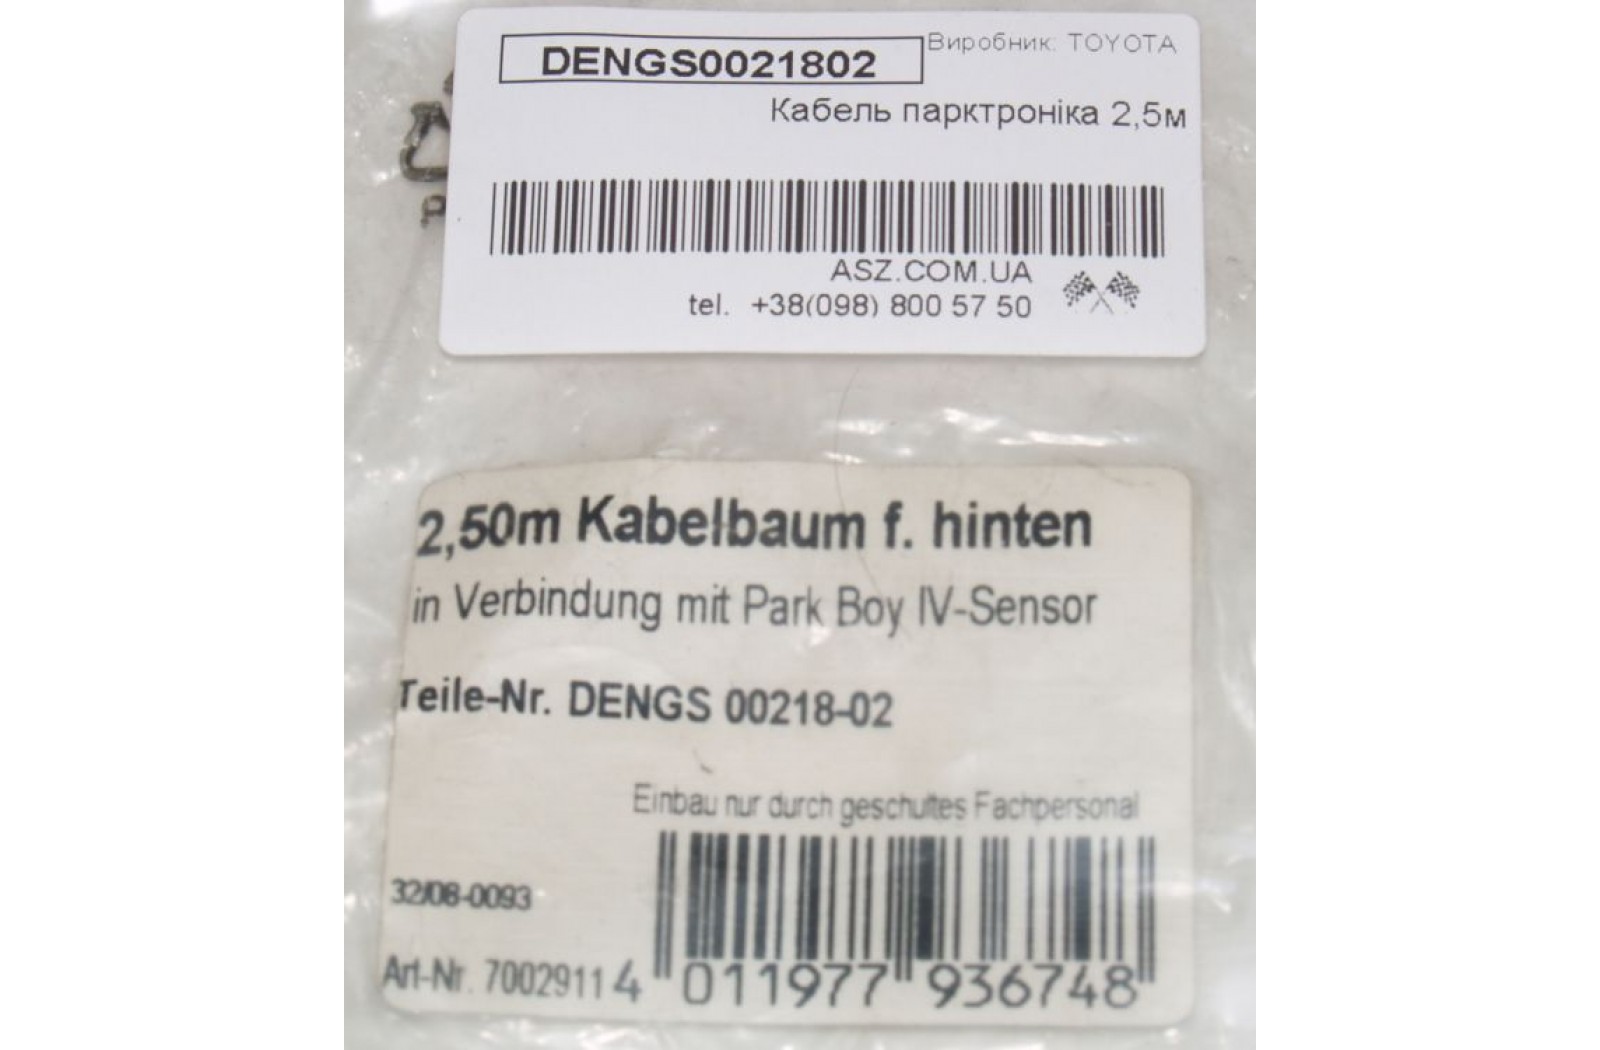 DENGS0021802
Виробник: TOYOTA
Кабель парктроніка 2,5м
ASZ.COM.UA
tel. +38(098) 800 57 50
2,50m Kabelbaum f. hinten
in Verbindung mit Park Boy IV-Sensor
Teile-Nr. DENGS 00218-02
Einbau nur durch geschultes Fachpersonal
32/08-0093
Art-Nr. 7002911
4 011977 936748